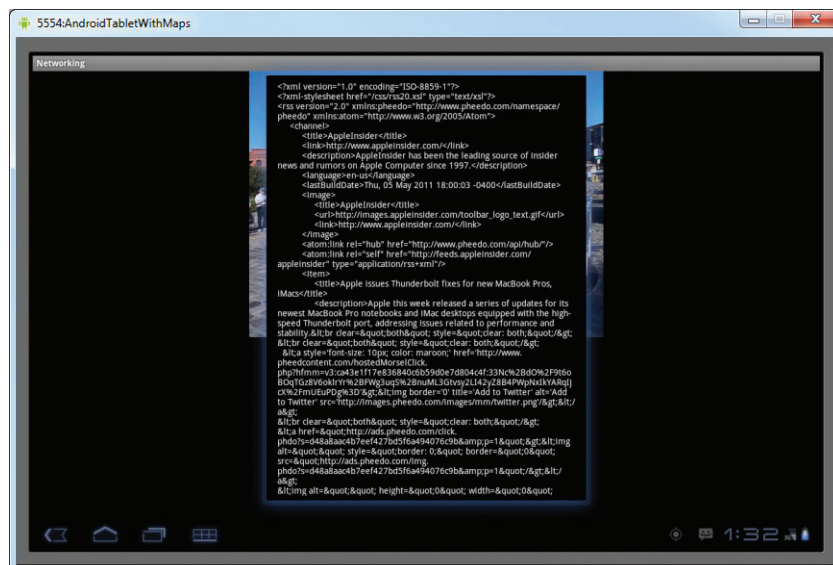 5554:AndroidTabletWithMaps
Networking
<?xml version="1.0" encoding="ISO-8859-1"?>
<?xml-stylesheet href="/css/rss20.xsl" type="text/xsl"?>
<rss version="2.0" xmlns:pheedo="http://www.pheedo.com/namespace/
pheedo" xmlns:atom="http://www.w3.org/2005/Atom">
<channel>
<title>AppleInsider</title>
<link>http://www.appleinsider.com/</link>
<description>AppleInsider has been the leading source of insider
news and rumors on Apple Computer since 1997.</description>
<language>en-us</language>
<lastBuildDate>Thu, 05 May 2011 18:00:03 -0400</lastBuildDate>
<image>
<title>AppleInsider</title>
<url>http://images.appleinsider.com/toolbar_logo_text.gif</url>
<link>http://www.appleinsider.com/</link>
</image>
<atom:link rel="hub" href="http://www.pheedo.com/api/hub/"/>
<atom:link rel="self" href="http://feeds.appleinsider.com/
appleinsider" type="application/rss+xml"/>
<item>
<title>Apple issues Thunderbolt fixes for new MacBook Pros,
iMacs</title>
<description>Apple this week released a series of updates for its
newest MacBook Pro notebooks and iMac desktops equipped with the high-
speed Thunderbolt port, addressing issues related to performance and
stability.&lt;br clear=&quot;both&quot; style=&quot;clear: both;&quot;/&gt;
&lt;br clear=&quot;both&quot; style=&quot;clear: both;&quot;/&gt;
&lt;a style='font-size: 10px; color: maroon;' href='http://www.
pheedcontent.com/hostedMorselClick.
php?hfmm=v3:ca43e1f17e836840c6b59d0e7d804c4f:33Nc%2BdO%2F9t6o
BOqTGz8V6oklrYr%2BFWg3uqS%2BnuML3Gtvsy2LI42yZ8B4PWpNxIkYARqIj
cX%2FmUEuPDg%3D'&gt;&lt;img border='0' title='Add to Twitter' alt='Add
to Twitter' src='http://images.pheedo.com/images/mm/twitter.png'/&gt;&lt;/
a&gt;
&lt;br clear=&quot;both&quot; style=&quot;clear: both;&quot;/&gt;
&lt;a href=&quot;http://ads.pheedo.com/click.
phdo?s=d48a8aac4b7eef427bd5f6a494076c9b&amp;p=1&quot;&gt;&lt;img
alt=&quot;&quot; style=&quot;border: 0;&quot; border=&quot;0&quot;
src=&quot;http://ads.pheedo.com/img.
phdo?s=d48a8aac4b7eef427bd5f6a494076c9b&amp;p=1&quot;/&gt;&lt;/
a&gt;
&lt;img alt=&quot;&quot; height=&quot;0&quot; width=&quot;0&quot;
1:32 3G